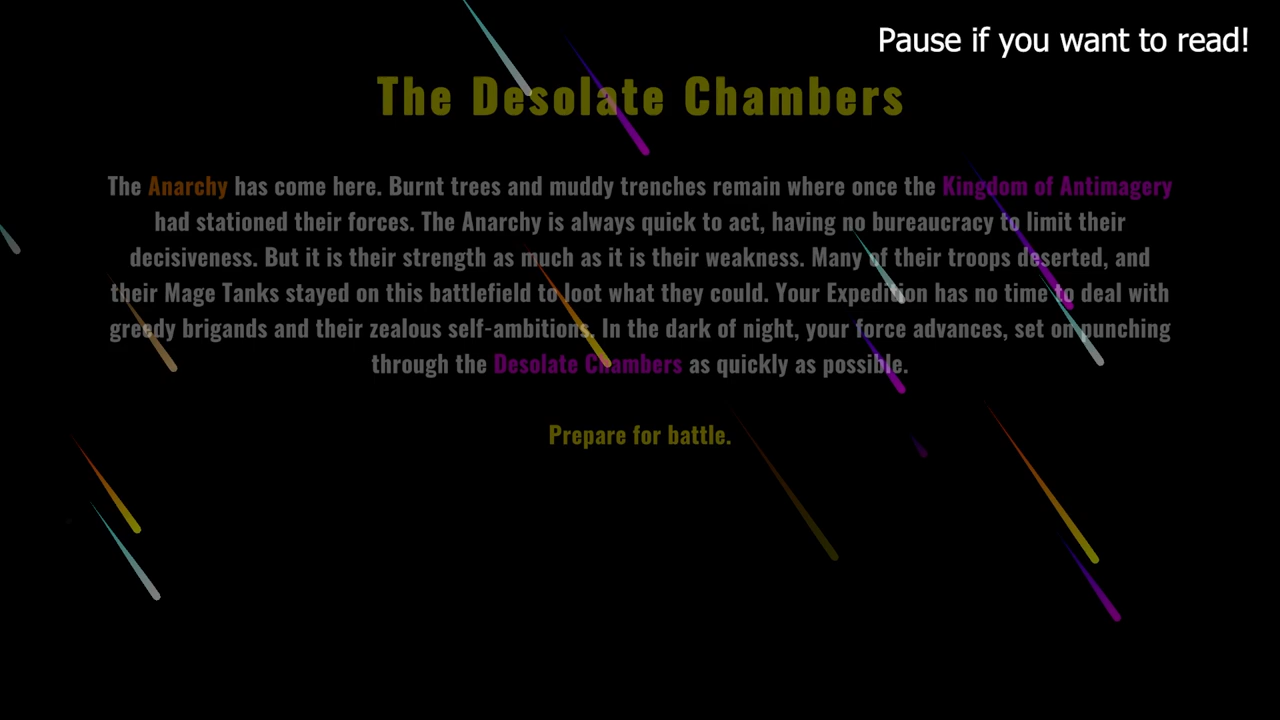 Pause if you want to read!
The Desolate Chambers
The Anarchy has come here. Burnt trees and muddy trenches remain where once the Kingdom of Antimagery
had stationed their forces. The Anarchy is always quick to act, having no bureaucracy to limit their
decisiveness. But it is their strength as much as it is their weakness. Many of their troops deserted, and
their Mage Tanks stayed on this battlefield to loot what they could. Your Expedition has no time to deal with
greedy brigands and their zealous self-ambitions. In the dark of night, your force advances, set on punching
through the Desolate Chambers as quickly as possible.
Prepare for battle.